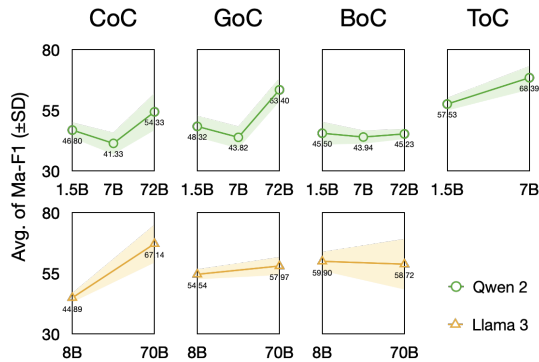 CoC GoC BoC ToC
80
55
30
46.80 41.33 54.33
48.32 43.82 63.40
45.50 43.94 45.23
57.53 68.39
1.5B 7B 72B 1.5B 7B 72B 1.5B 7B 72B 1.5B 7B
Avg. of Ma-F1 (±SD)
80
55
30
44.89 67.14
54.54 57.97
59.90 58.72
8B 70B 8B 70B 8B 70B
Qwen 2
Llama 3